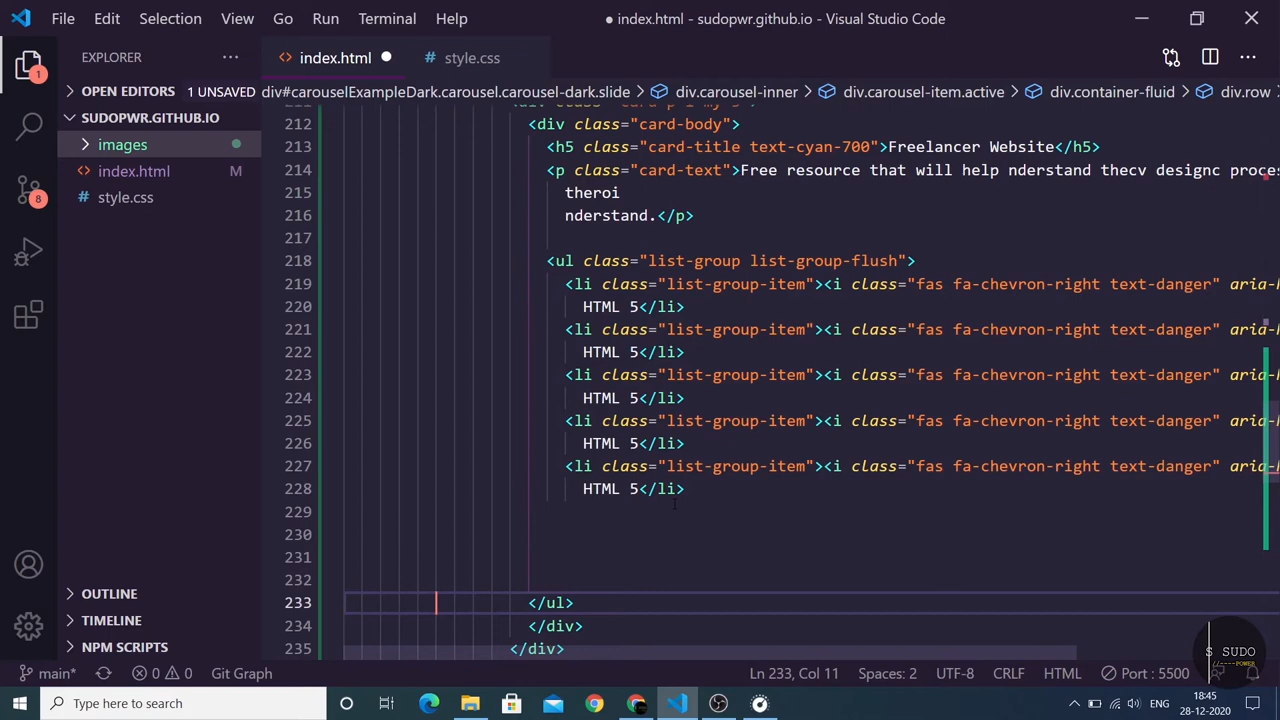 File Edit Selection View Go Run Terminal Help
● index.html - sudopwr.github.io - Visual Studio Code
EXPLORER
index.html
# style.css
OPEN EDITORS 1 UNSAVED
div#carouselExampleDark.carousel.carousel-dark.slide
div.carousel-inner
div.carousel-item.active
div.container-fluid
div.row
SUDOPWR.GITHUB.IO
images
index.html M
# style.css
1
8
212 <div class="card-body">
213 <h5 class="card-title text-cyan-700">Freelancer Website</h5>
214 <p class="card-text">Free resource that will help nderstand thecv designc proces
215 theroi
216 nderstand.</p>
217
218 <ul class="list-group list-group-flush">
219 <li class="list-group-item"><i class="fas fa-chevron-right text-danger" aria-h
220 HTML 5</li>
221 <li class="list-group-item"><i class="fas fa-chevron-right text-danger" aria-h
222 HTML 5</li>
223 <li class="list-group-item"><i class="fas fa-chevron-right text-danger" aria-h
224 HTML 5</li>
225 <li class="list-group-item"><i class="fas fa-chevron-right text-danger" aria-h
226 HTML 5</li>
227 <li class="list-group-item"><i class="fas fa-chevron-right text-danger" aria-h
228 HTML 5</li>
229
230
231
232
233 </ul>
234 </div>
235 </div>
OUTLINE
TIMELINE
NPM SCRIPTS
S SUDO
//----POWER
main* 0 0 Git Graph
Ln 233, Col 11 Spaces: 2 UTF-8 CRLF HTML Port : 5500
Type here to search
ENG
18:45
28-12-2020